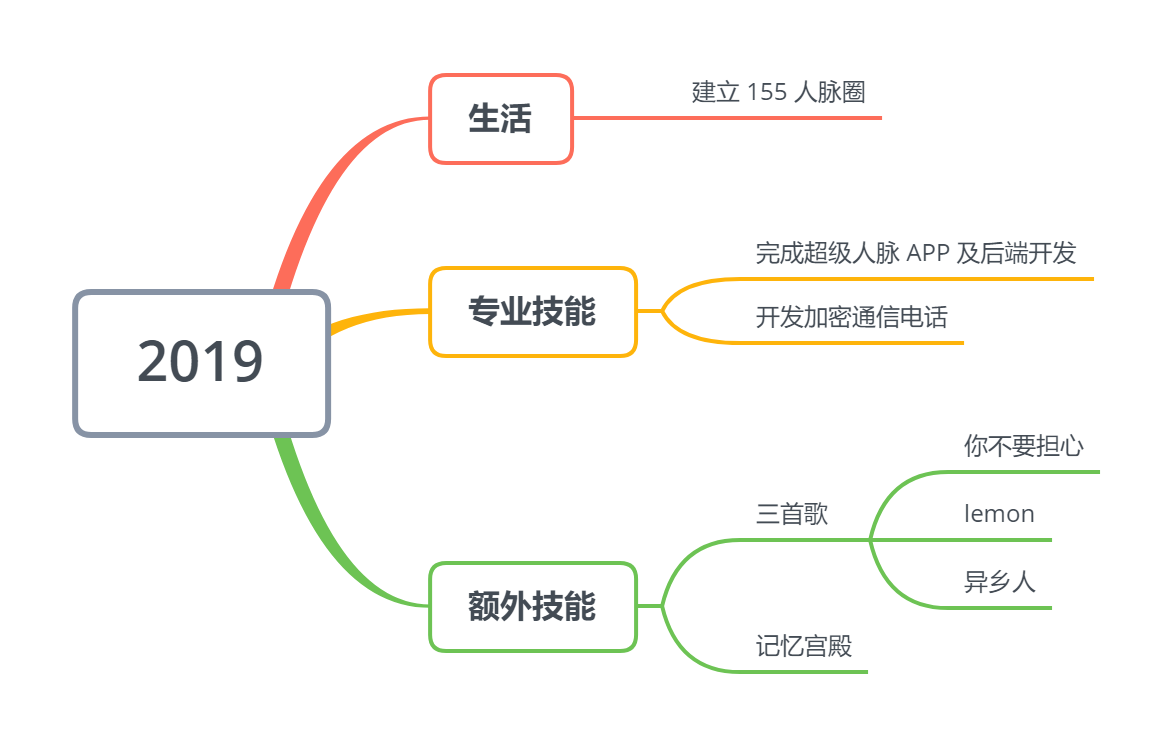 2019
生活
建立 155 人脉圈
专业技能
完成超级人脉 APP 及后端开发
开发加密通信电话
额外技能
三首歌
你不要担心
lemon
异乡人
记忆宫殿